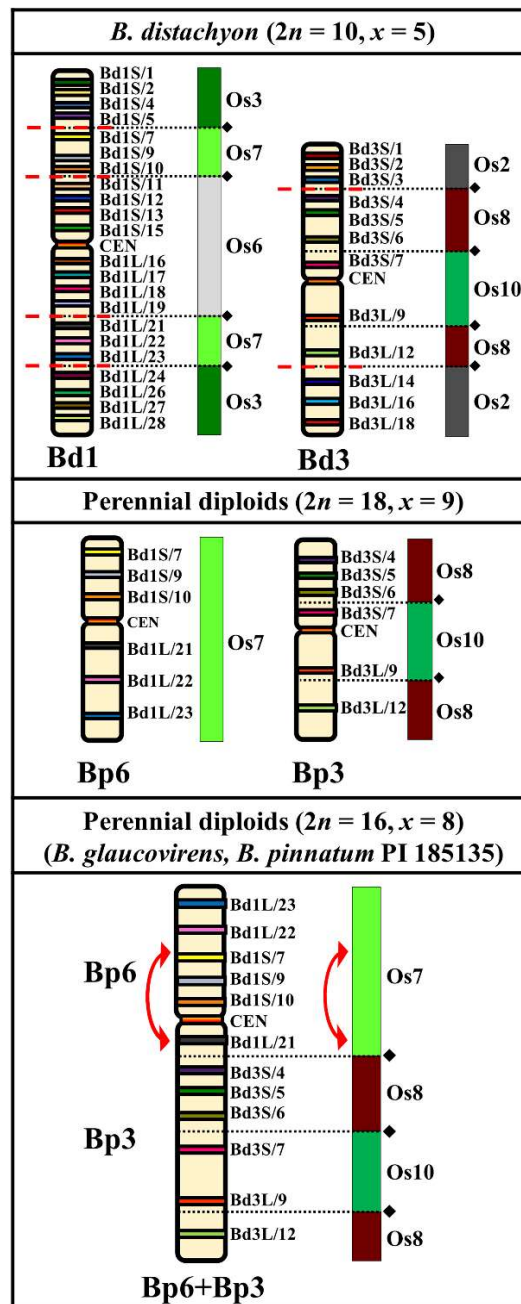 B. distachyon (2n = 10, x = 5)
Bd1S/1
Bd1S/2
Bd1S/4
Bd1S/5
Bd1S/7
Bd1S/9
Bd1S/10
Bd1S/11
Bd1S/12
Bd1S/13
Bd1S/15
CEN
Bd1L/16
Bd1L/17
Bd1L/18
Bd1L/19
Bd1L/21
Bd1L/22
Bd1L/23
Bd1L/24
Bd1L/26
Bd1L/27
Bd1L/28
Os3
Os7
Os6
Os7
Os3
Bd1
Bd3S/1
Bd3S/2
Bd3S/3
Bd3S/4
Bd3S/5
Bd3S/6
Bd3S/7
CEN
Bd3L/9
Bd3L/12
Bd3L/14
Bd3L/16
Bd3L/18
Os2
Os8
Os10
Os8
Os2
Bd3
Perennial diploids (2n = 18, x = 9)
Bd1S/7
Bd1S/9
Bd1S/10
CEN
Bd1L/21
Bd1L/22
Bd1L/23
Os7
Bp6
Bd3S/4
Bd3S/5
Bd3S/6
Bd3S/7
CEN
Bd3L/9
Bd3L/12
Os8
Os10
Os8
Bp3
Perennial diploids (2n = 16, x = 8)
(B. glaucovirens, B. pinnatum PI 185135)
Bp6
Bp3
Bd1L/23
Bd1L/22
Bd1S/7
Bd1S/9
Bd1S/10
CEN
Bd1L/21
Bd3S/4
Bd3S/5
Bd3S/6
Bd3S/7
Bd3L/9
Bd3L/12
Os7
Os8
Os10
Os8
Bp6+Bp3